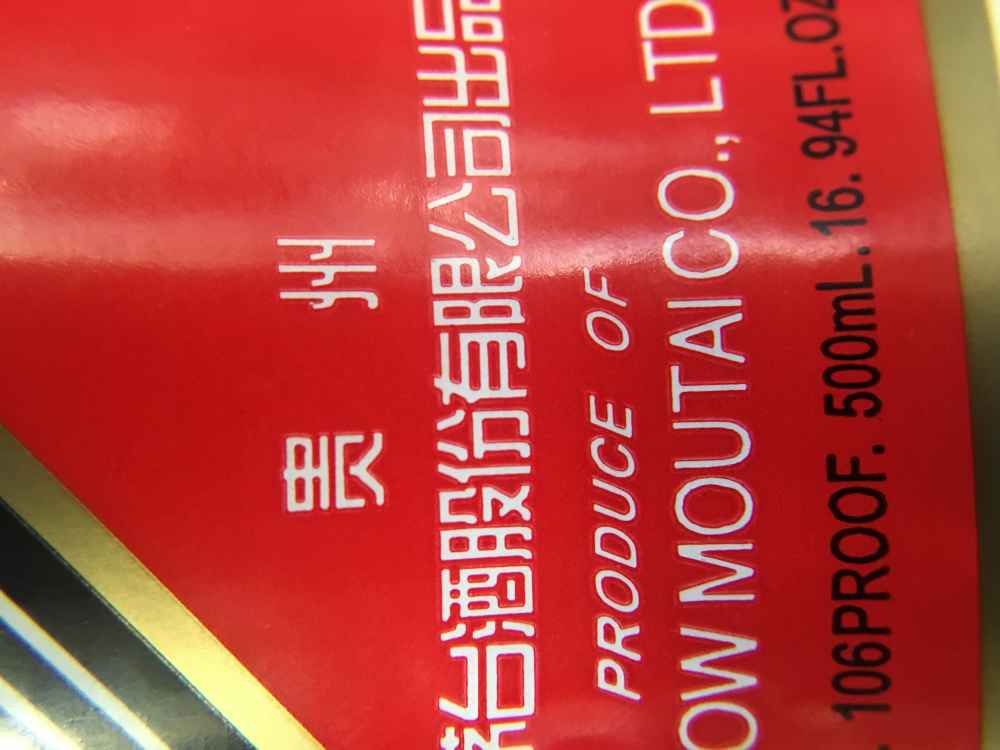 贵州
台酒股份有限公司出品
PRODUCE OF
OW MOUTAI CO., LTD
106PROOF. 500mL.16.94FL.OZ